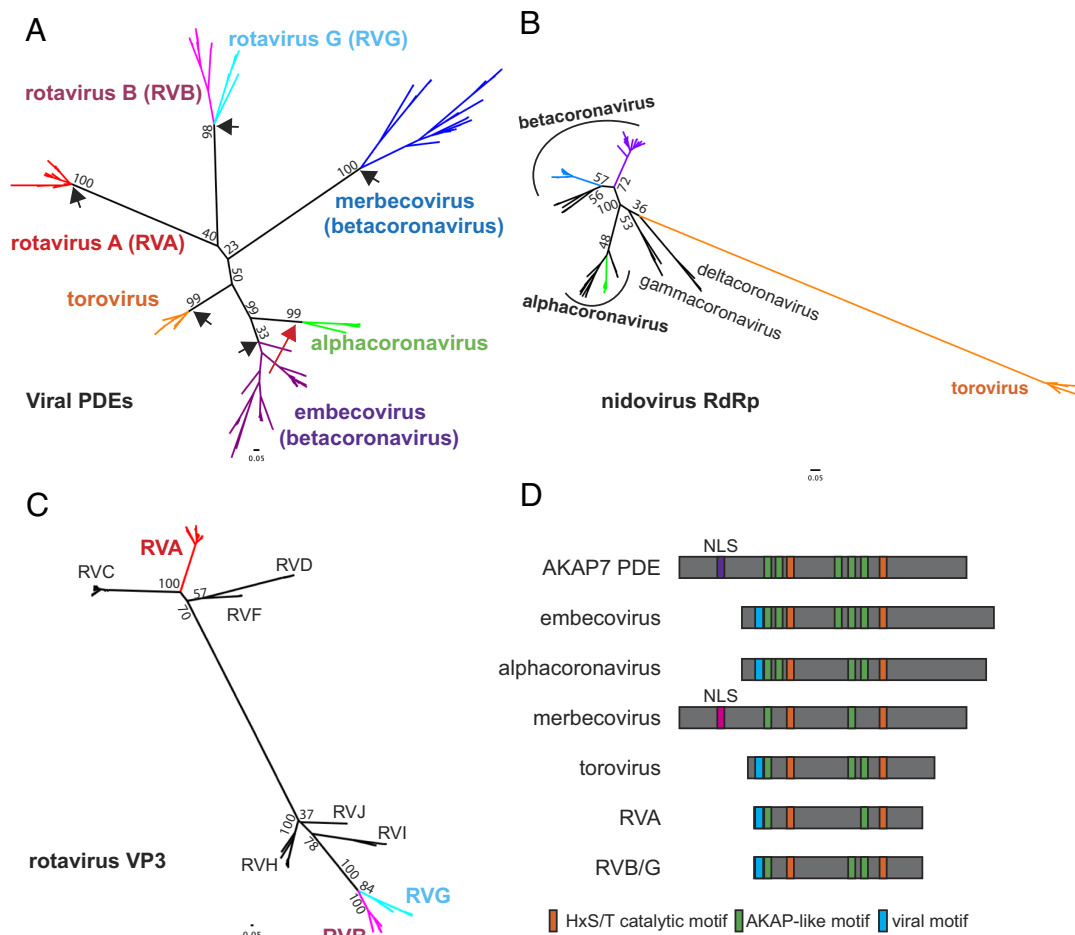 A
rotavirus G (RVG)
rotavirus B (RVB)
98
100
100
merbecovirus
(betacoronavirus)
rotavirus A (RVA)
40
23
50
torovirus
99
99
99
33
alphacoronavirus
Viral PDEs
embecovirus
(betacoronavirus)
0.05
B
betacoronavirus
57
72
56
100
36
53
48
deltacoronavirus
gammacoronavirus
alphacoronavirus
torovirus
nidovirus RdRp
0.05
C
RVA
RVC
RVD
100
57
RVF
70
37
RVJ
100
RVI
78
RVH
rotavirus VP3
100
84
RVG
100
RVB
0.05
D
NLS
AKAP7 PDE
embecovirus
alphacoronavirus
NLS
merbecovirus
torovirus
RVA
RVB/G
HxS/T catalytic motif
AKAP-like motif
viral motif